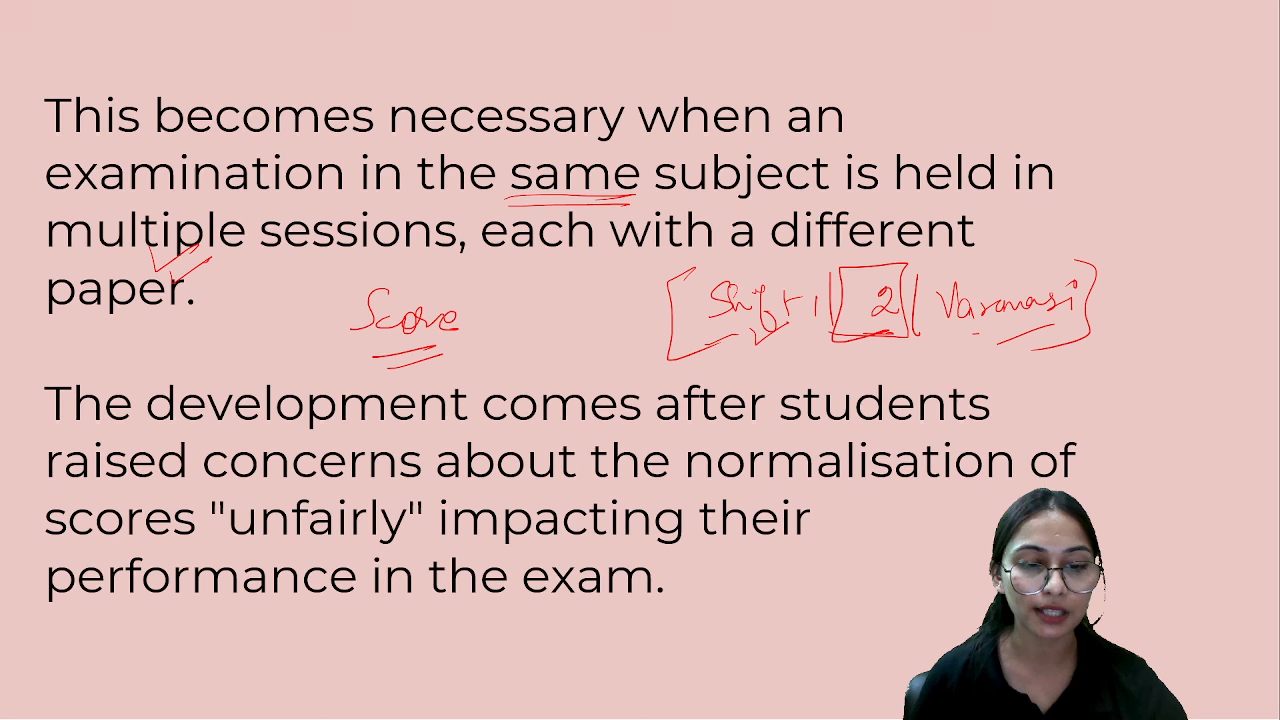 This becomes necessary when an
examination in the same subject is held in
multiple sessions, each with a different
paper.
Score
[Shift 1 | 2 | Varanasi}
The development comes after students
raised concerns about the normalisation of
scores "unfairly" impacting their
performance in the exam.